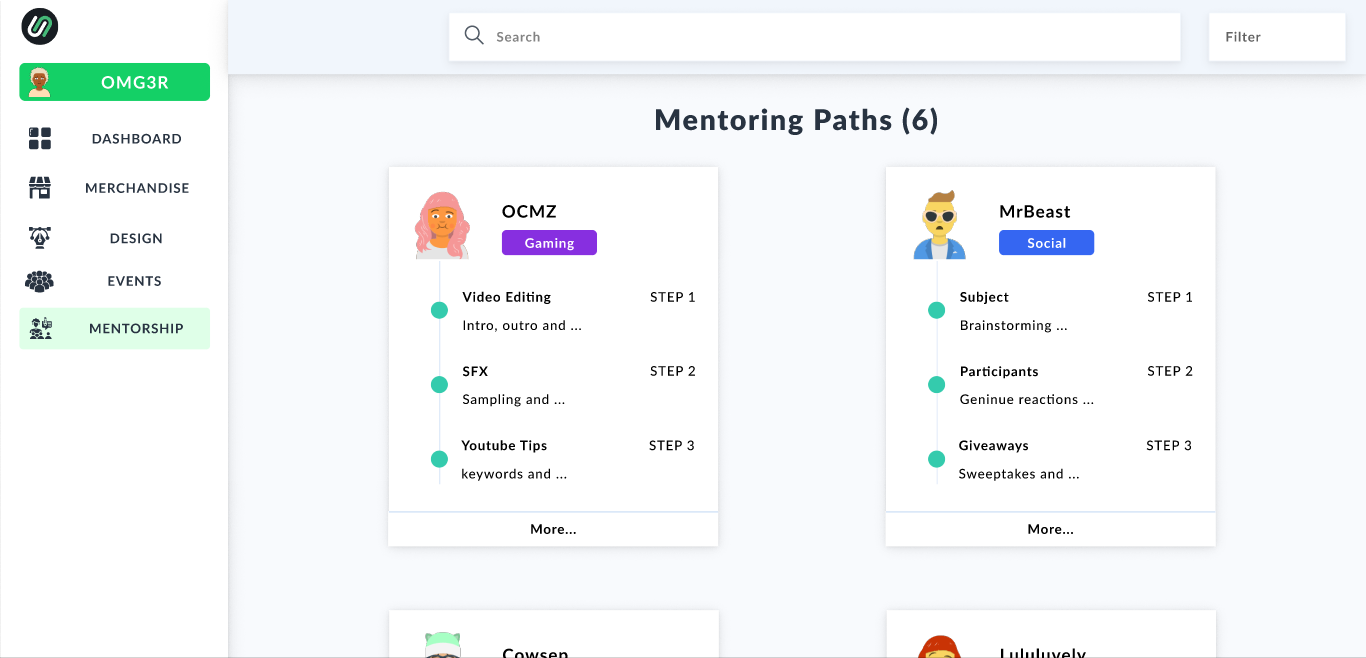 Search
Filter
OMG3R
DASHBOARD
MERCHANDISE
DESIGN
EVENTS
MENTORSHIP
Mentoring Paths (6)
OCMZ
Gaming
Video Editing STEP 1
Intro, outro and ...
SFX STEP 2
Sampling and ...
Youtube Tips STEP 3
keywords and ...
More...
MrBeast
Social
Subject STEP 1
Brainstorming ...
Participants STEP 2
Geninue reactions ...
Giveaways STEP 3
Sweeptakes and ...
More...
Cowsep
Lululuvely